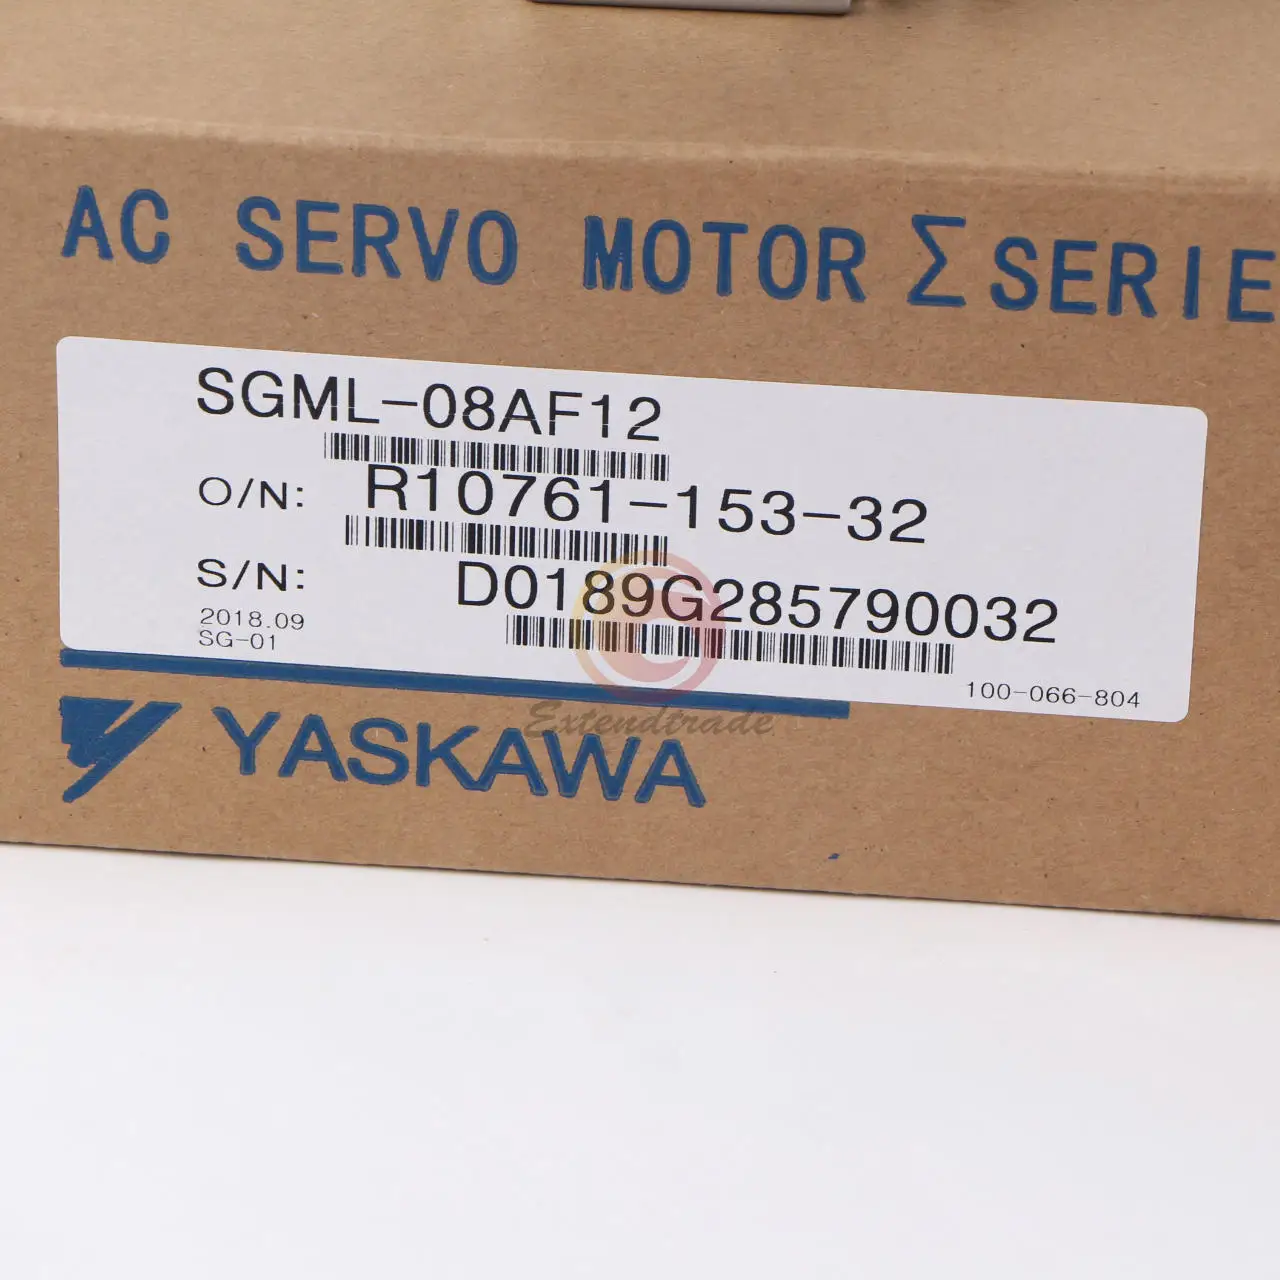 AC SERVO MOTOR Σ SERIE
SGML-08AF12
O/N: R10761-153-32
S/N: D0189G285790032
2018.09
SG-01
100-066-804
Extendtrade
YASKAWA